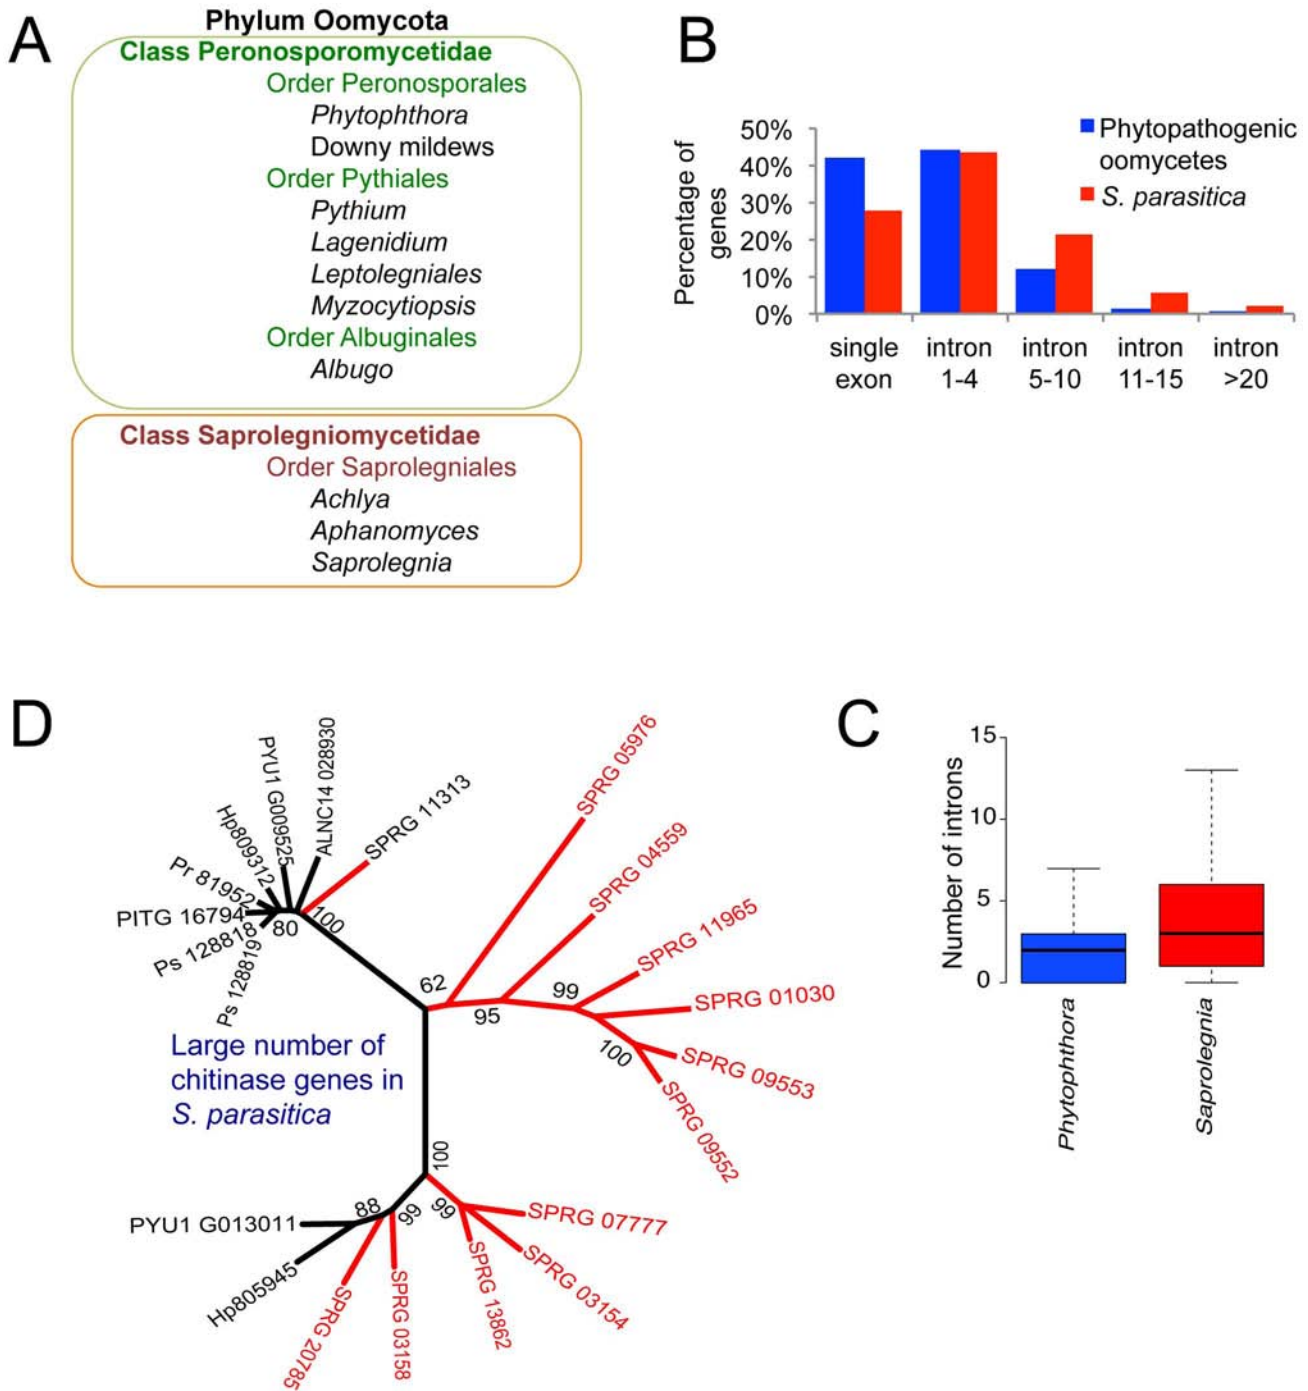 A
Phylum Oomycota
Class Peronosporomycetidae
Order Peronosporales
Phytophthora
Downy mildews
Order Pythiales
Pythium
Lagenidium
Leptolegniales
Myzocytiopsis
Order Albuginales
Albugo
Class Saprolegniomycetidae
Order Saprolegniales
Achlya
Aphanomyces
Saprolegnia
B
Percentage of
genes
50%
40%
30%
20%
10%
0%
Phytopathogenic
oomycetes
S. parasitica
single
exon
intron
1-4
intron
5-10
intron
11-15
intron
>20
D
Ps 128819
Ps 128818
PITG 16794
Pr 81952
Hp809312
PYU1 G009525
ALNC14 028930
SPRG 11313
80
100
SPRG 05976
SPRG 04559
SPRG 11965
SPRG 01030
SPRG 09553
SPRG 09552
62
95
99
100
Large number of
chitinase genes in
S. parasitica
100
99
99
88
PYU1 G013011
Hp805945
SPRG 20785
SPRG 03158
SPRG 13862
SPRG 03154
SPRG 07777
C
Number of introns
15
10
5
0
Phytophthora
Saprolegnia